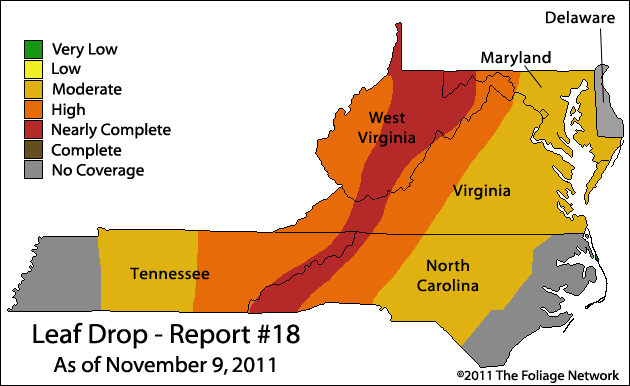 Delaware
Maryland
Very Low
Low
Moderate
High
Nearly Complete
Complete
No Coverage
West
Virginia
Virginia
Tennessee
North
Carolina
Leaf Drop - Report #18
As of November 9, 2011
©2011 The Foliage Network